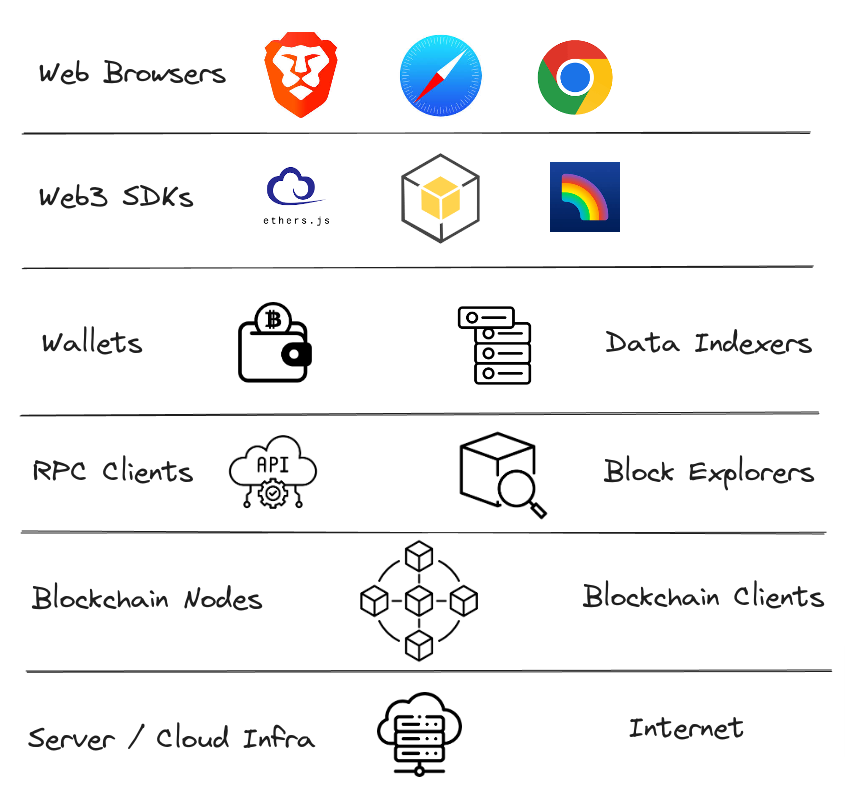 Web Browsers
Web3 SDKs
ethers.js
Wallets
Data Indexers
RPC Clients
API
Block Explorers
Blockchain Nodes
Blockchain Clients
Server / Cloud Infra
Internet